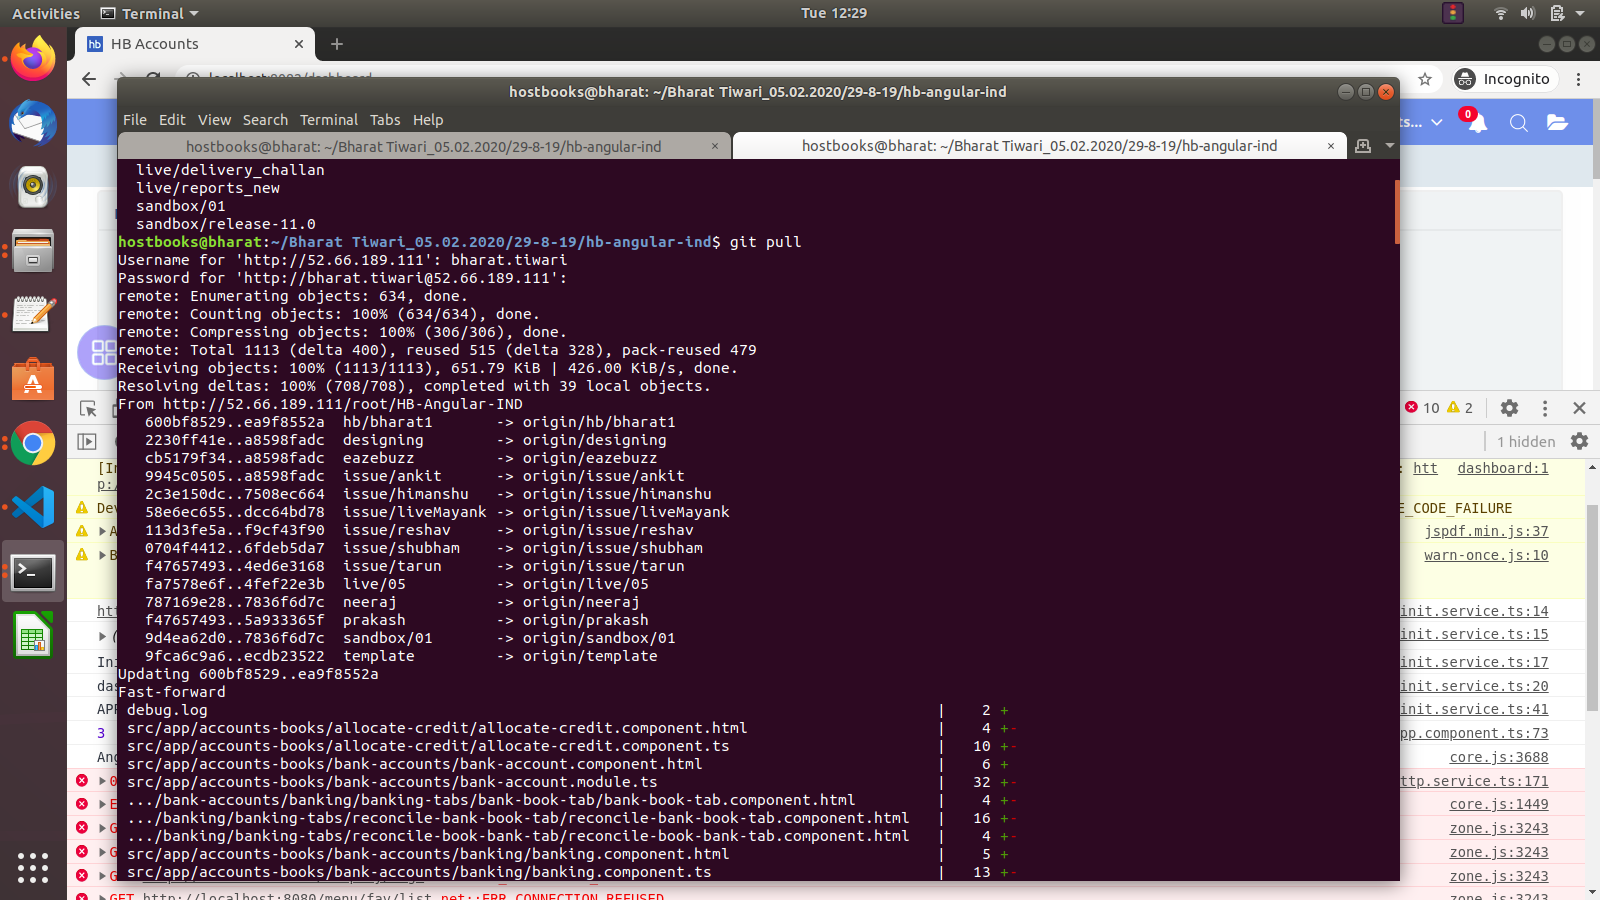 Activities Terminal Tue 12:29
hb HB Accounts
localhost:8082/dashboard Incognito
hostbooks@bharat: ~/Bharat Tiwari_05.02.2020/29-8-19/hb-angular-ind
File Edit View Search Terminal Tabs Help
ts... 0
hostbooks@bharat: ~/Bharat Tiwari_05.02.2020/29-8-19/hb-angular-ind hostbooks@bharat: ~/Bharat Tiwari_05.02.2020/29-8-19/hb-angular-ind
live/delivery_challan
live/reports_new
sandbox/01
sandbox/release-11.0
hostbooks@bharat:~/Bharat Tiwari_05.02.2020/29-8-19/hb-angular-ind$ git pull
Username for 'http://52.66.189.111': bharat.tiwari
Password for 'http://bharat.tiwari@52.66.189.111':
remote: Enumerating objects: 634, done.
remote: Counting objects: 100% (634/634), done.
remote: Compressing objects: 100% (306/306), done.
remote: Total 1113 (delta 400), reused 515 (delta 328), pack-reused 479
Receiving objects: 100% (1113/1113), 651.79 KiB | 426.00 KiB/s, done.
Resolving deltas: 100% (708/708), completed with 39 local objects.
From http://52.66.189.111/root/HB-Angular-IND
600bf8529..ea9f8552a hb/bharat1 -> origin/hb/bharat1
2230ff41e..a8598fadc designing -> origin/designing
cb5179f34..a8598fadc eazebuzz -> origin/eazebuzz
9945c0505..a8598fadc issue/ankit -> origin/issue/ankit
2c3e150dc..7508ec664 issue/himanshu -> origin/issue/himanshu
58e6ec655..dcc64bd78 issue/liveMayank -> origin/issue/liveMayank
113d3fe5a..f9cf43f90 issue/reshav -> origin/issue/reshav
0704f4412..6fdeb5da7 issue/shubham -> origin/issue/shubham
f47657493..4ed6e3168 issue/tarun -> origin/issue/tarun
fa7578e6f..4fef22e3b live/05 -> origin/live/05
787169e28..7836f6d7c neeraj -> origin/neeraj
f47657493..5a933365f prakash -> origin/prakash
9d4ea62d0..7836f6d7c sandbox/01 -> origin/sandbox/01
9fca6c9a6..ecdb23522 template -> origin/template
Updating 600bf8529..ea9f8552a
Fast-forward
debug.log | 2 +
src/app/accounts-books/allocate-credit/allocate-credit.component.html | 4 +-
src/app/accounts-books/allocate-credit/allocate-credit.component.ts | 10 +-
src/app/accounts-books/bank-accounts/bank-account.component.html | 6 +
src/app/accounts-books/bank-accounts/bank-account.module.ts | 32 +-
.../bank-accounts/banking/banking-tabs/bank-book-tab/bank-book-tab.component.html | 4 +-
.../banking/banking-tabs/reconcile-book-bank-tab/reconcile-book-bank-tab.component.html | 16 +-
.../banking/banking-tabs/reconcile-book-bank-tab/reconcile-book-bank-tab.component.ts | 4 +-
src/app/accounts-books/bank-accounts/banking/banking.component.html | 5 +
src/app/accounts-books/bank-accounts/banking/banking.component.ts | 13 +-
10 2
1 hidden
[In : htt dashboard:1
p:/
Dev E_CODE_FAILURE
A jspdf.min.js:37
B warn-once.js:10
htt init.service.ts:14
( init.service.ts:15
Ini init.service.ts:17
das init.service.ts:20
APP init.service.ts:41
3 pp.component.ts:73
Ang core.js:3688
0 ttp.service.ts:171
E core.js:1449
G zone.js:3243
G zone.js:3243
G zone.js:3243
GET http://localhost:8080/menu/fav/list net::ERR_CONNECTION_REFUSED zone.js:3243